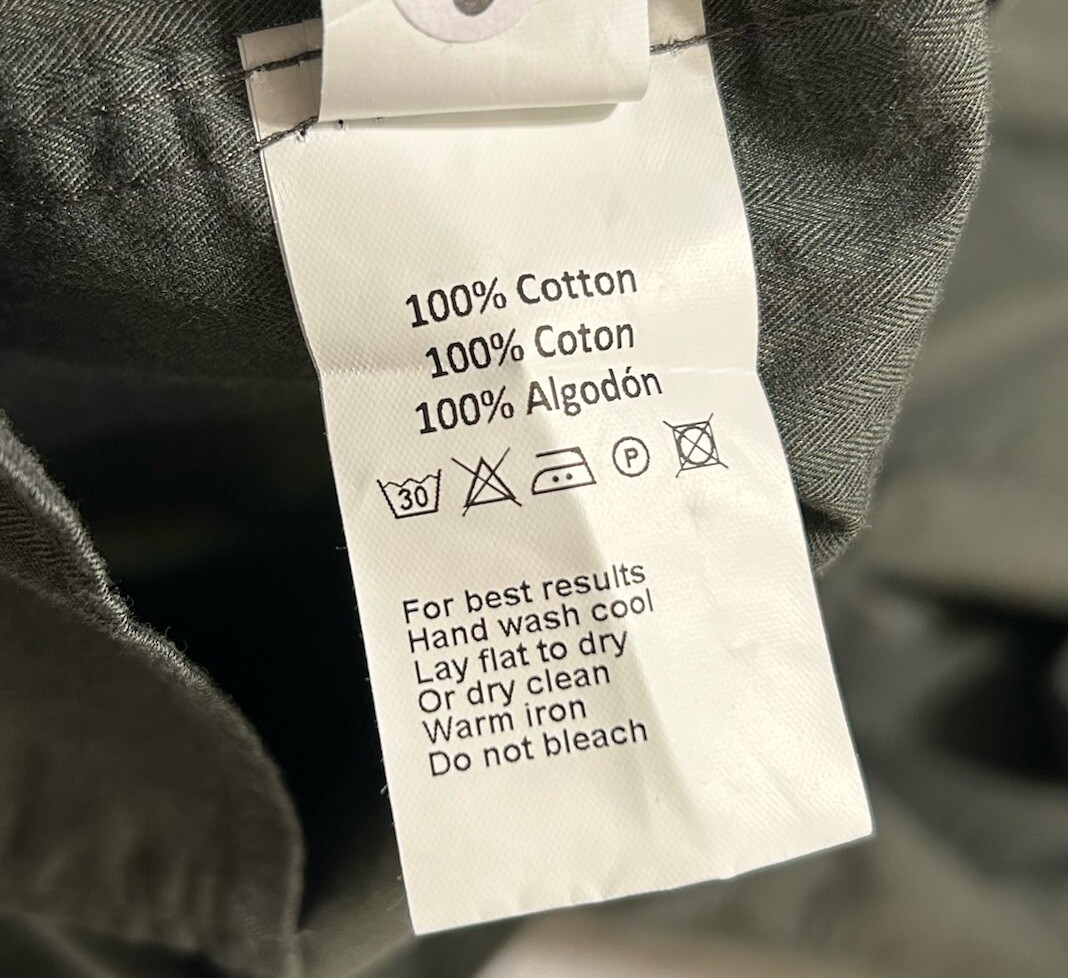 100% Cotton
100% Coton
100% Algodón
30 P
For best results
Hand wash cool
Lay flat to dry
Or dry clean
Warm iron
Do not bleach